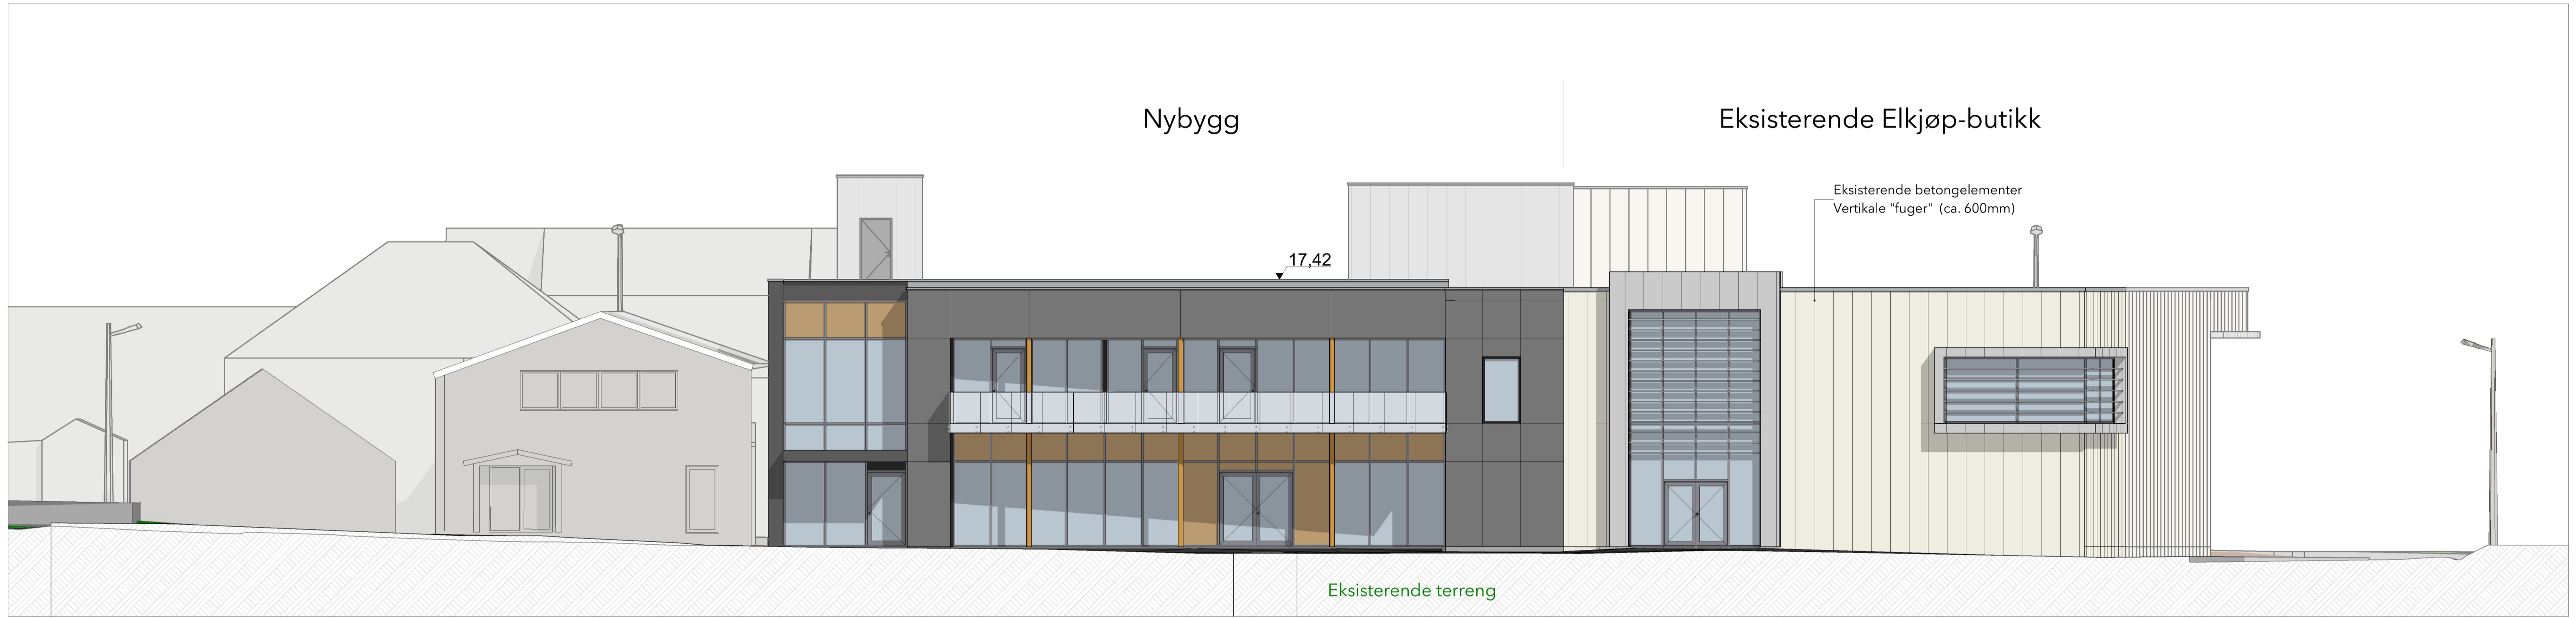 Nybygg
Eksisterende Elkjøp-butikk
Eksisterende betongelementer
Vertikale "fuger" (ca. 600mm)
17,42
Eksisterende terreng